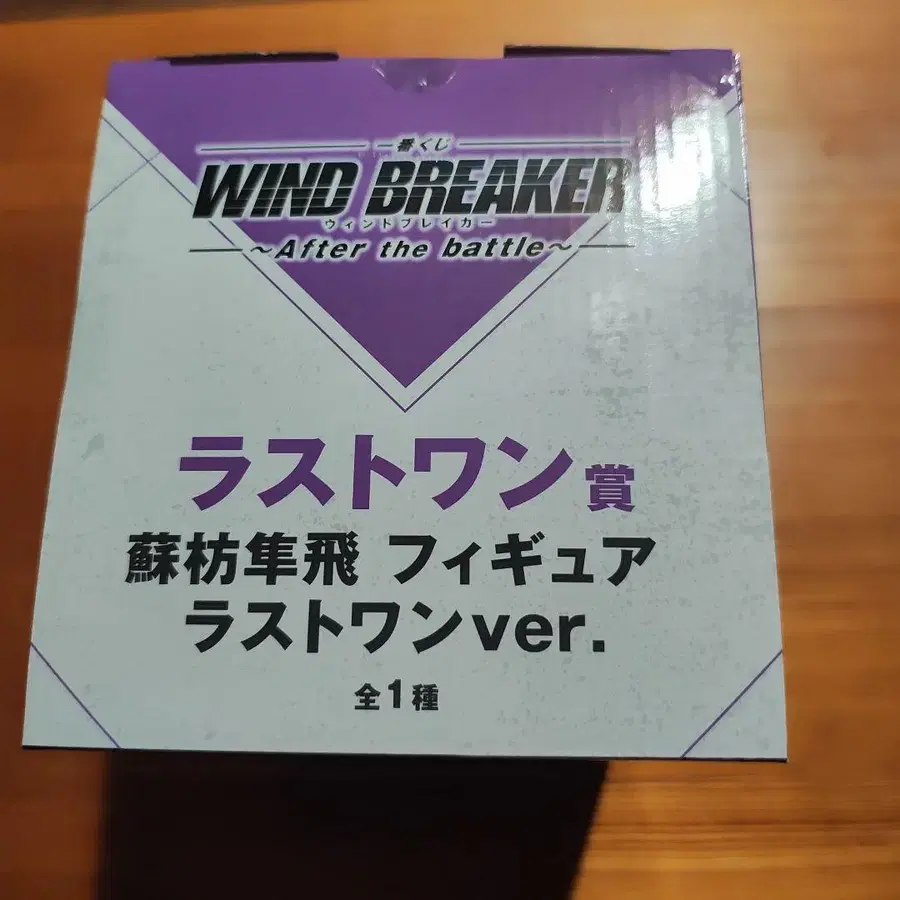 一番くじ
WIND BREAKER
ウィンドブレイカー
～After the battle～
ラストワン賞
蘇枋隼飛 フィギュア
ラストワンver.
全1種